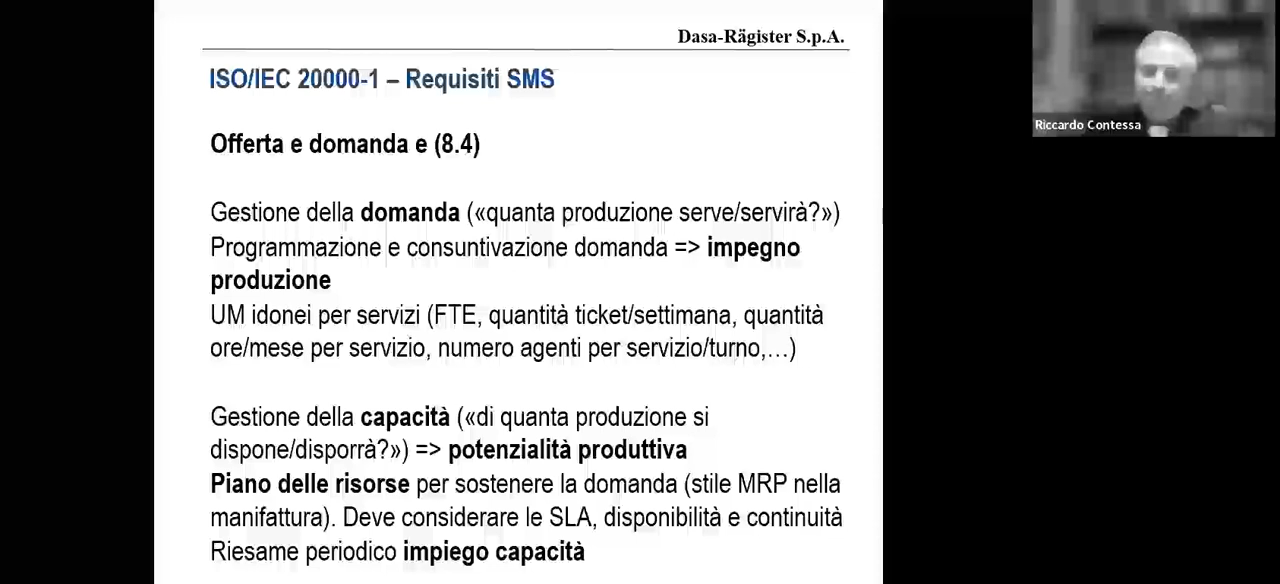 Dasa-Rägister S.p.A.
ISO/IEC 20000-1 – Requisiti SMS
Offerta e domanda e (8.4)
Gestione della domanda («quanta produzione serve/servirà?»)
Programmazione e consuntivazione domanda => impegno
produzione
UM idonei per servizi (FTE, quantità ticket/settimana, quantità
ore/mese per servizio, numero agenti per servizio/turno,…)
Gestione della capacità («di quanta produzione si
dispone/disporrà?») => potenzialità produttiva
Piano delle risorse per sostenere la domanda (stile MRP nella
manifattura). Deve considerare le SLA, disponibilità e continuità
Riesame periodico impiego capacità
Riccardo Contessa